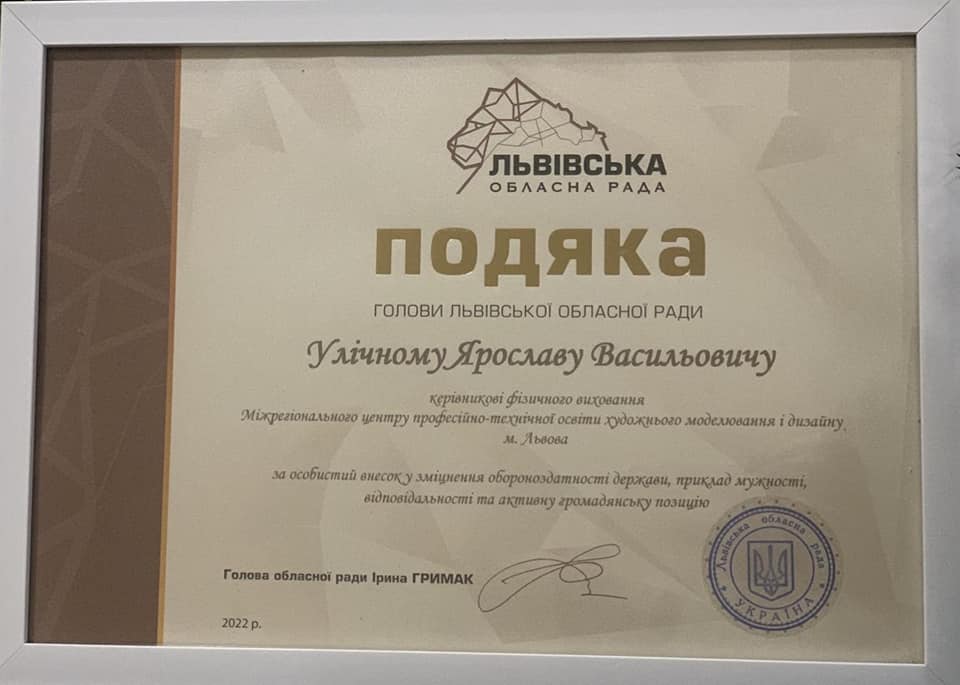 ЛЬВІВСЬКА
ОБЛАСНА РАДА
ПОДЯКА
ГОЛОВИ ЛЬВІВСЬКОЇ ОБЛАСНОЇ РАДИ
Улічному Ярославу Васильовичу
керівникові фізичного виховання
Міжрегіонального центру професійно-технічної освіти художнього моделювання і дизайну
м. Львова
за особистий внесок у зміцнення обороноздатності держави, приклад мужності,
відповідальності та активну громадянську позицію
Голова обласної ради Ірина ГРИМАК
2022 р.
Львівська обласна рада
УКРАЇНА